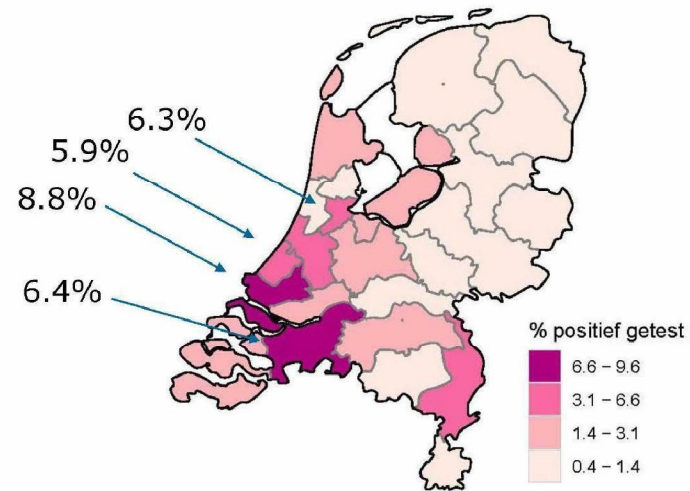 6.3%
5.9%
8.8%
6.4%
% positief getest
6.6 – 9.6
3.1 – 6.6
1.4 – 3.1
0.4 – 1.4